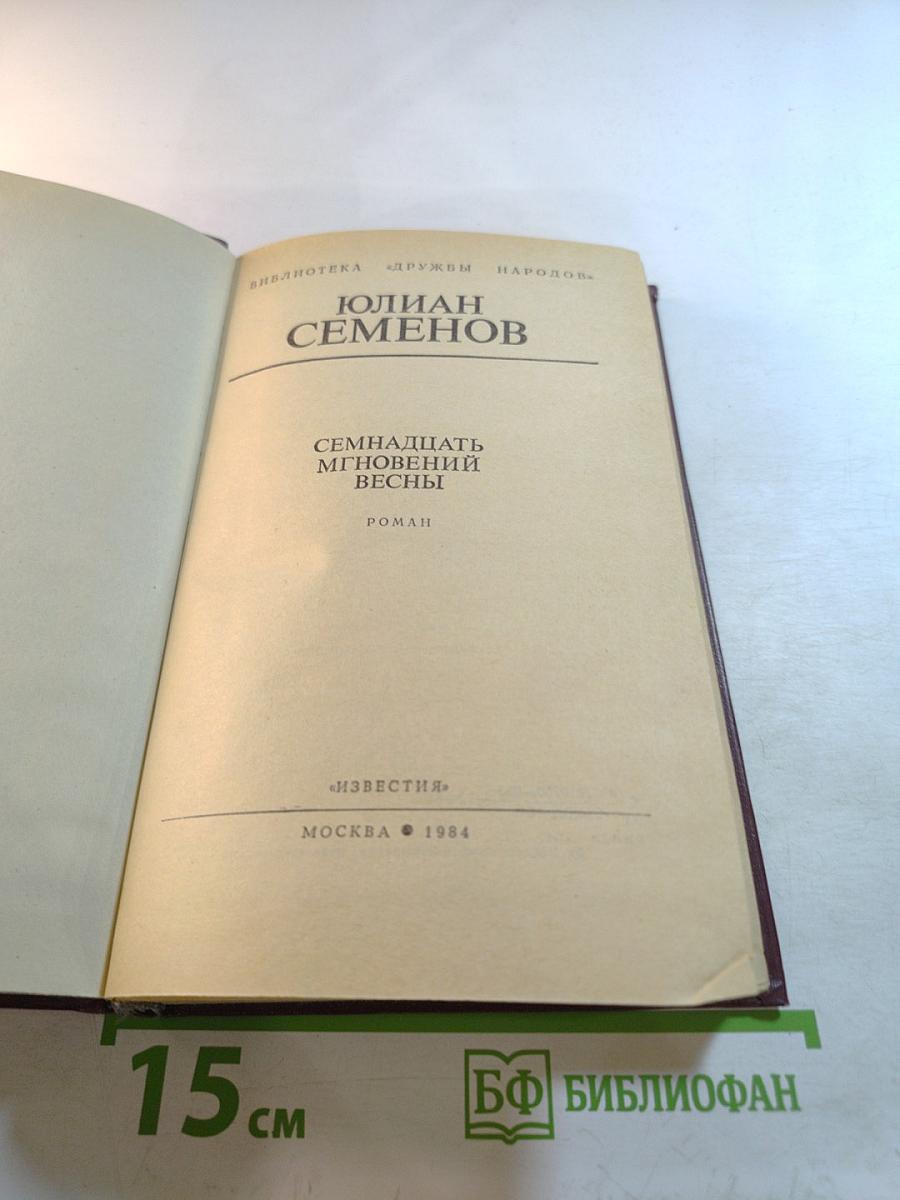 БИБЛИОТЕКА «ДРУЖБЫ НАРОДОВ»
ЮЛИАН
СЕМЕНОВ
СЕМНАДЦАТЬ
МГНОВЕНИЙ
ВЕСНЫ
РОМАН
«ИЗВЕСТИЯ»
МОСКВА ● 1984
15 см
БФ БИБЛИОФАН